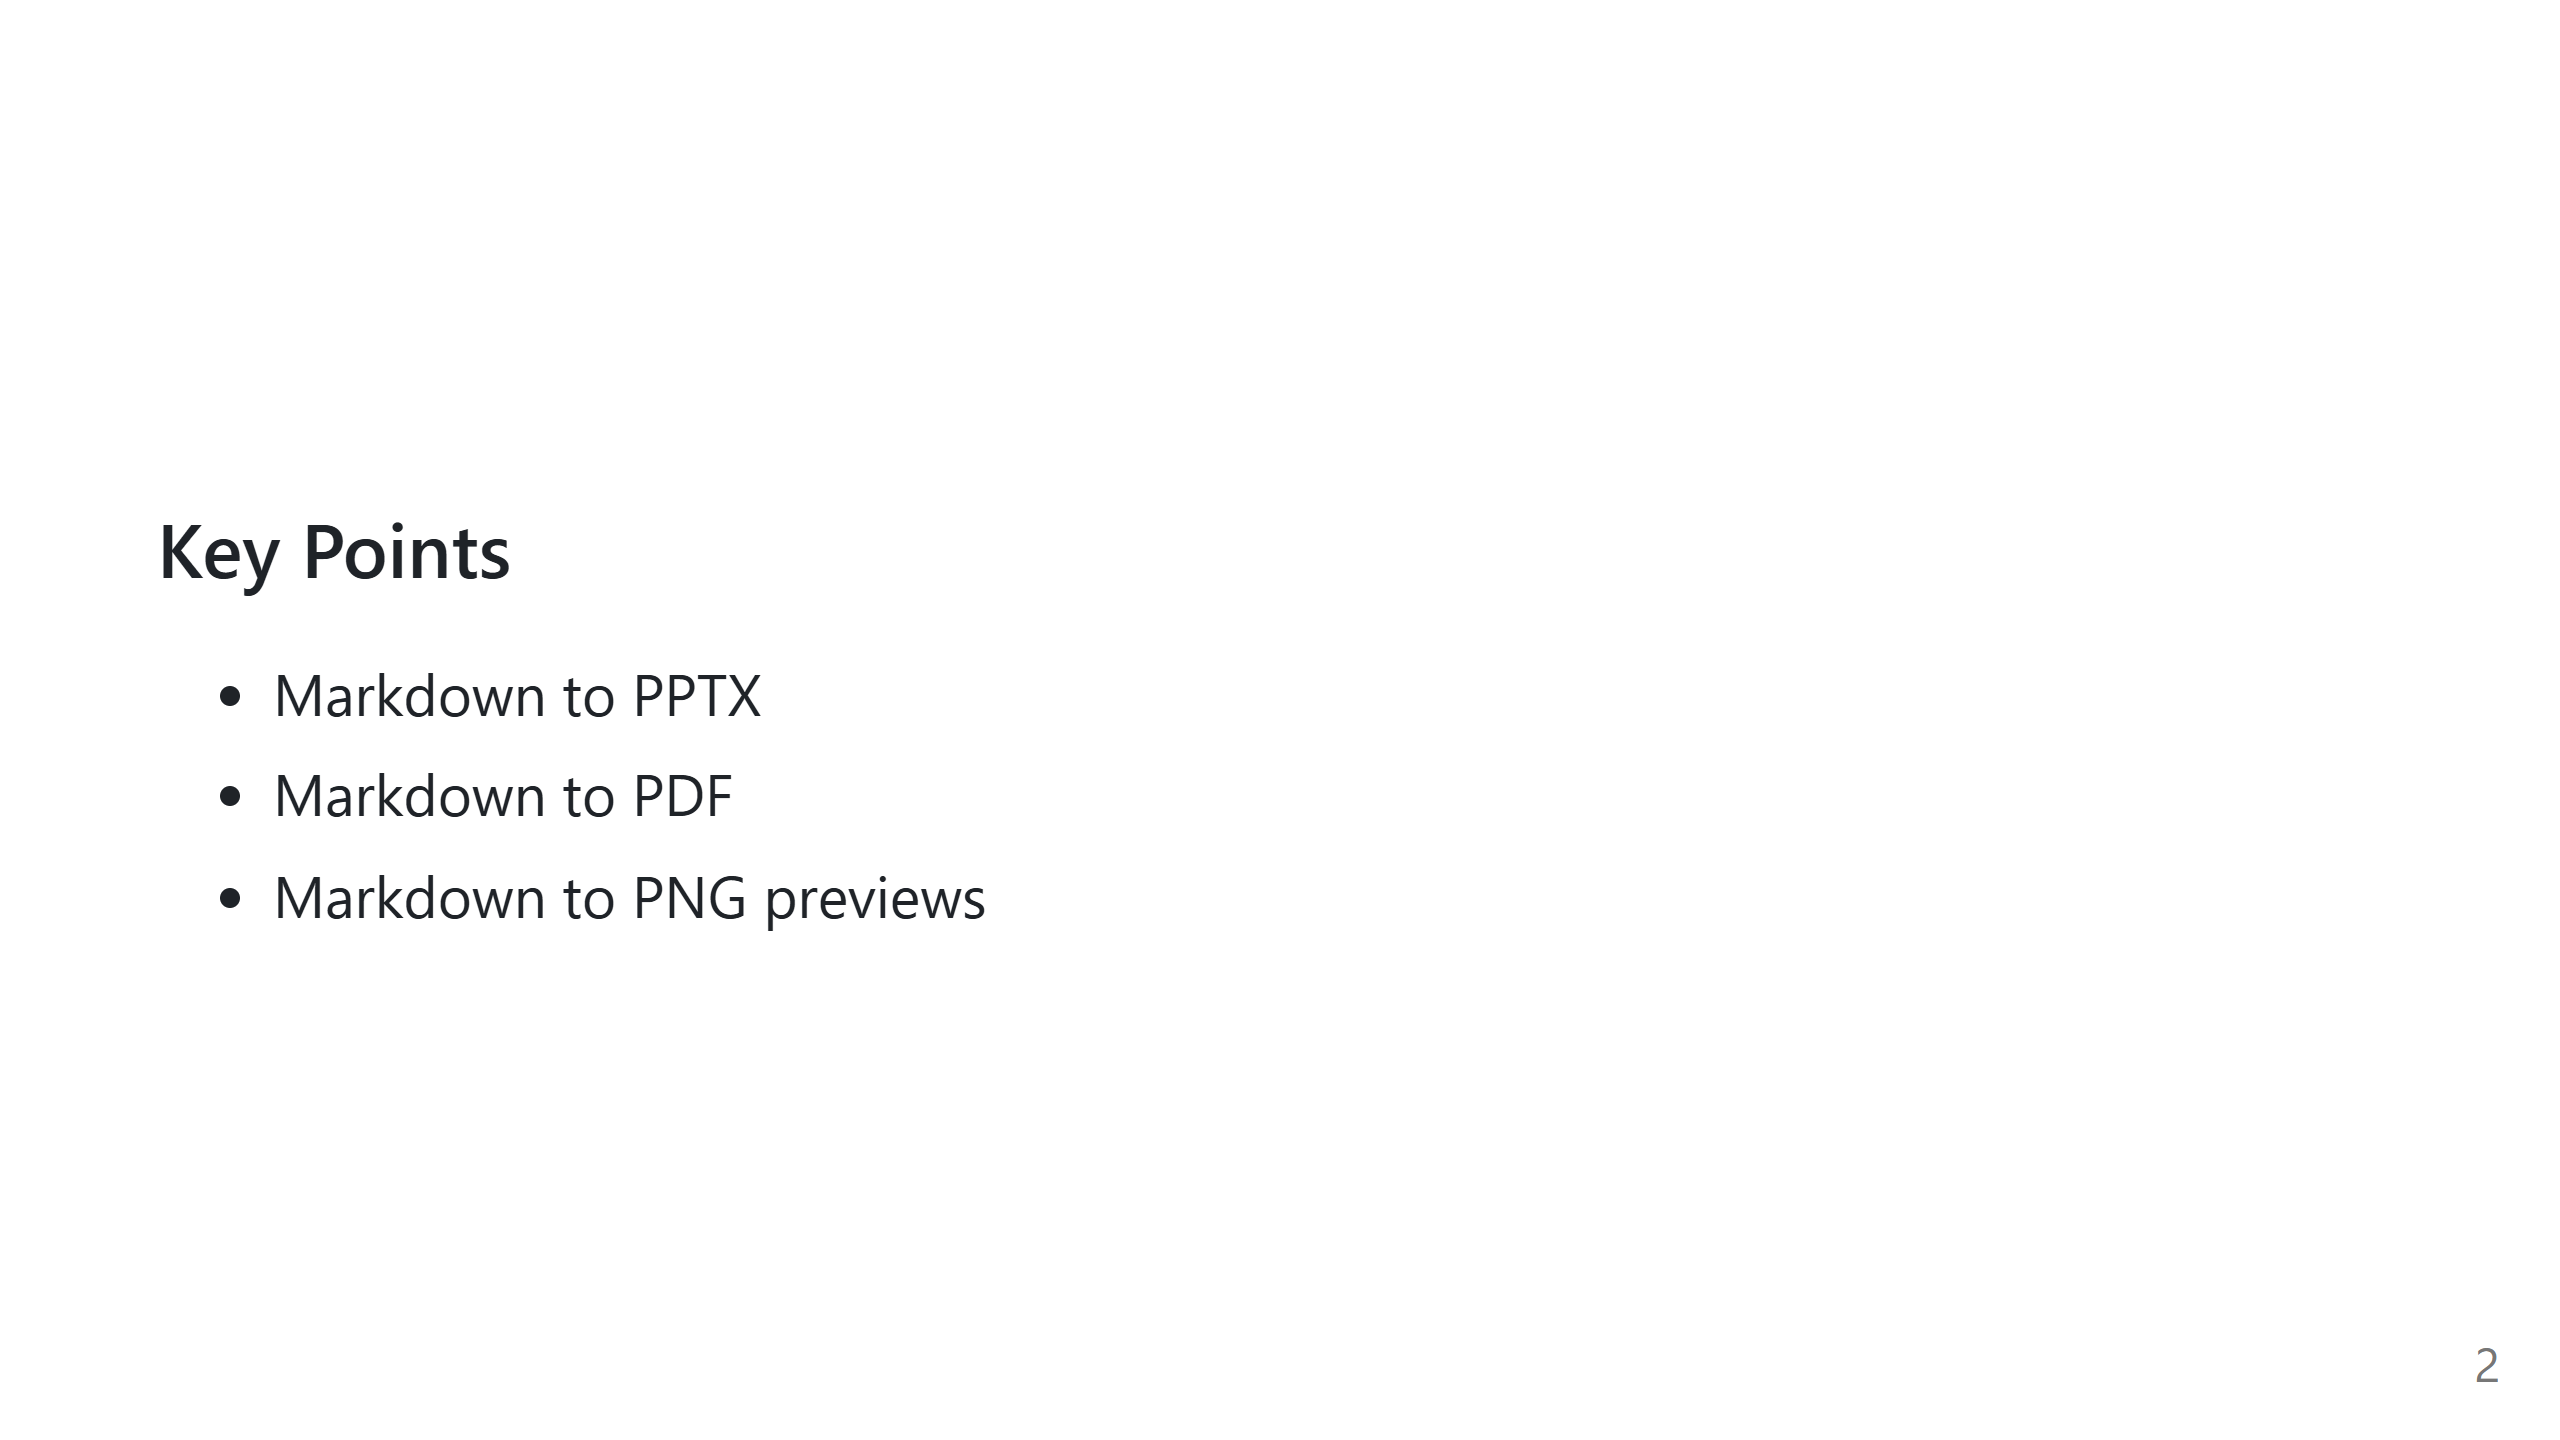 Key Points
• Markdown to PPTX
• Markdown to PDF
• Markdown to PNG previews
2